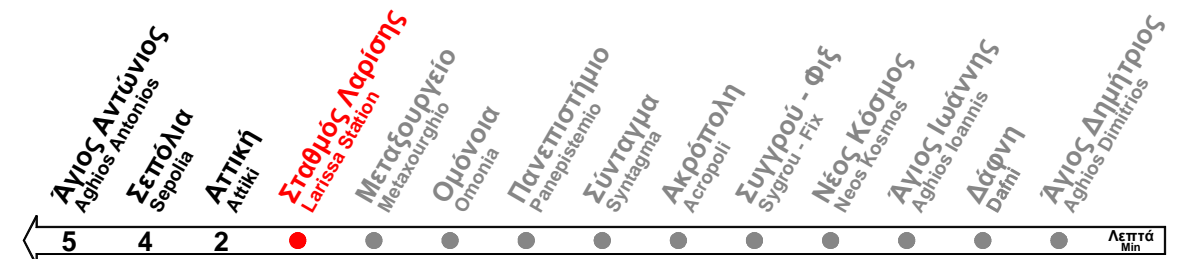 Άγιος Αντώνιος
Aghios Antonios
Σεπόλια
Sepolia
Αττική
Attiki
Σταθμός Λαρίσης
Larissa Station
Μεταξουργείο
Metaxourghio
Ομόνοια
Omonia
Πανεπιστήμιο
Panepistemio
Σύνταγμα
Syntagma
Ακρόπολη
Acropoli
Συγγρού - Φιξ
Sygrou - Fix
Νέος Κόσμος
Neos Kosmos
Άγιος Ιωάννης
Aghios Ioannis
Δάφνη
Dafni
Άγιος Δημήτριος
Aghios Dimitrios
5 4 2 Λεπτά
Min